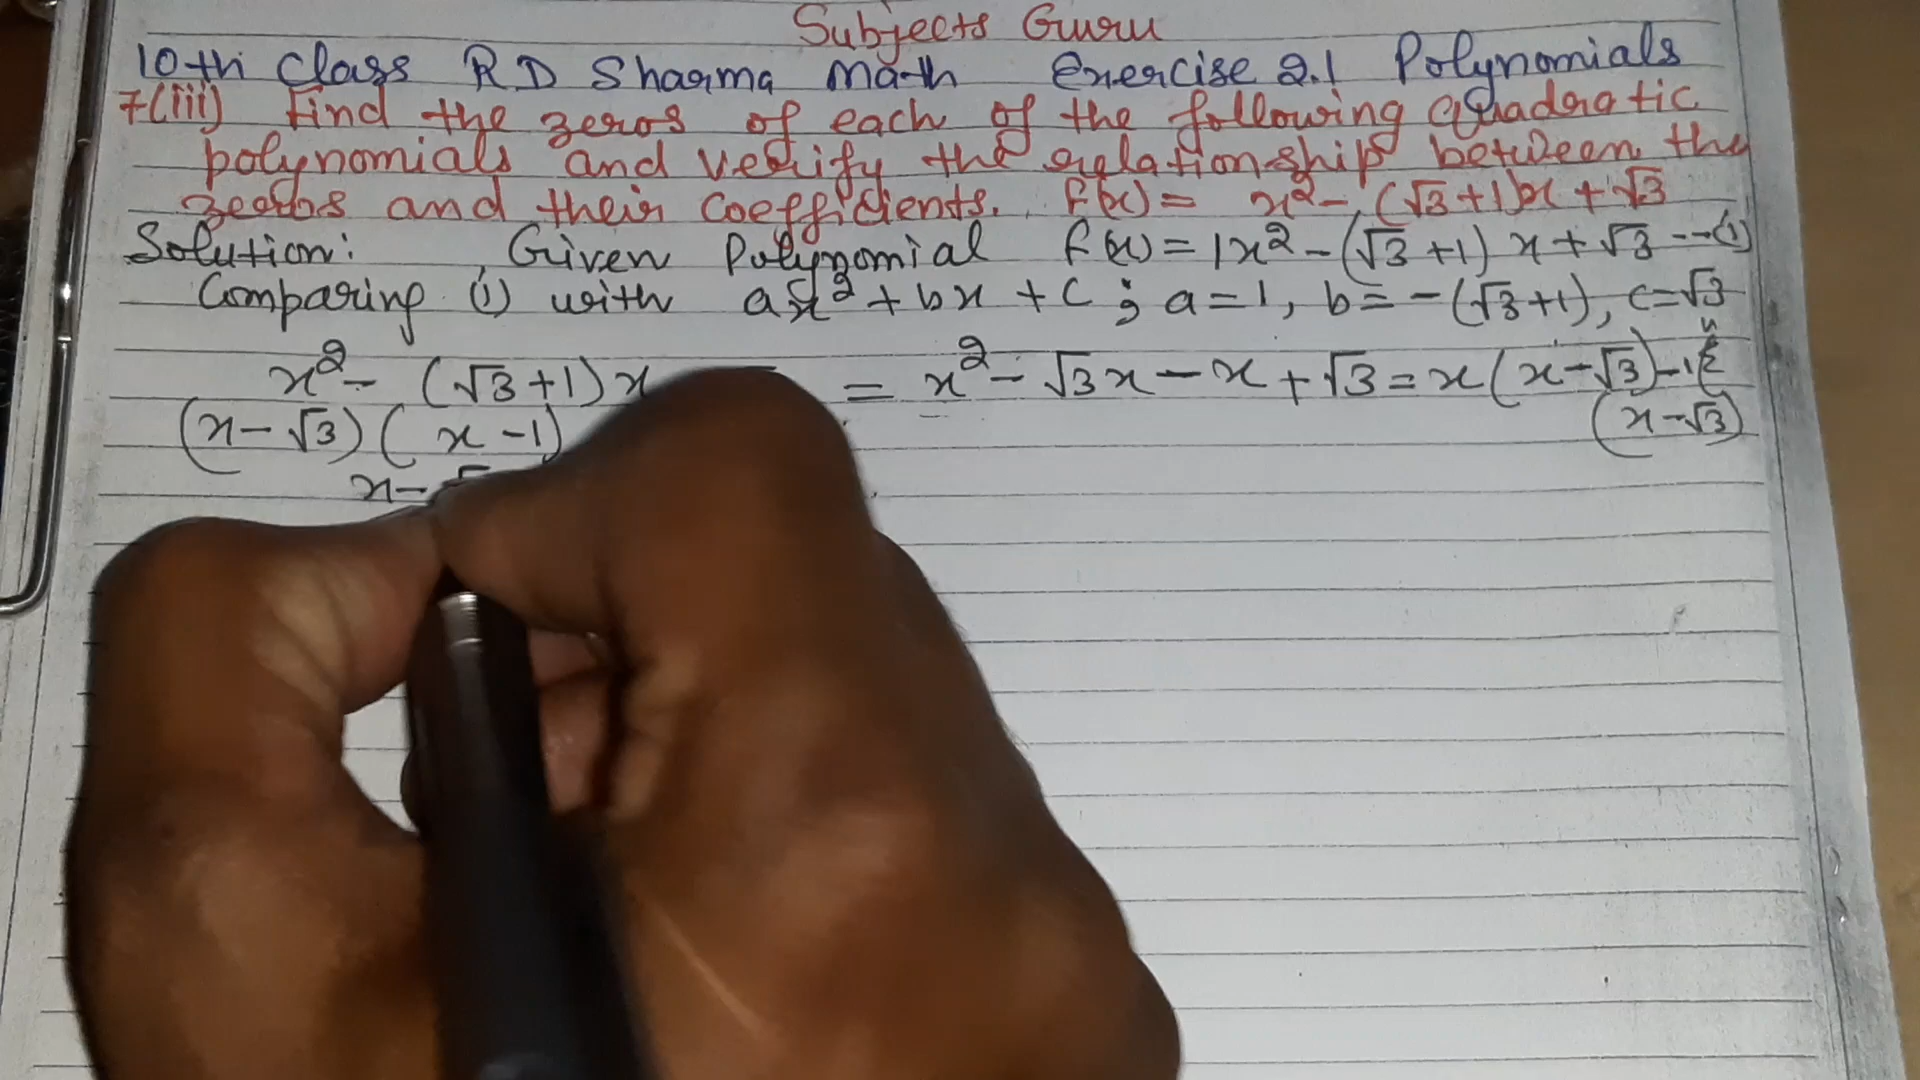 Subjects Guru
10th Class RD Sharma Math Exercise 2.1 Polynomials
7(iii) Find the zeros of each of the following quadratic
polynomials and verify the relationship between the
zeros and their coefficients. f(x) = x² - (√3+1)x + √3
Solution: Given Polynomial f(x) = 1x² - (√3+1) x + √3 --- (1)
Comparing (1) with ax² + bx + c ; a = 1, b = -(√3+1), c = √3
x² - (√3+1)x = x² - √3x - x + √3 = x(x-√3) -1
(x-√3)
(x-√3)(x-1)
x-